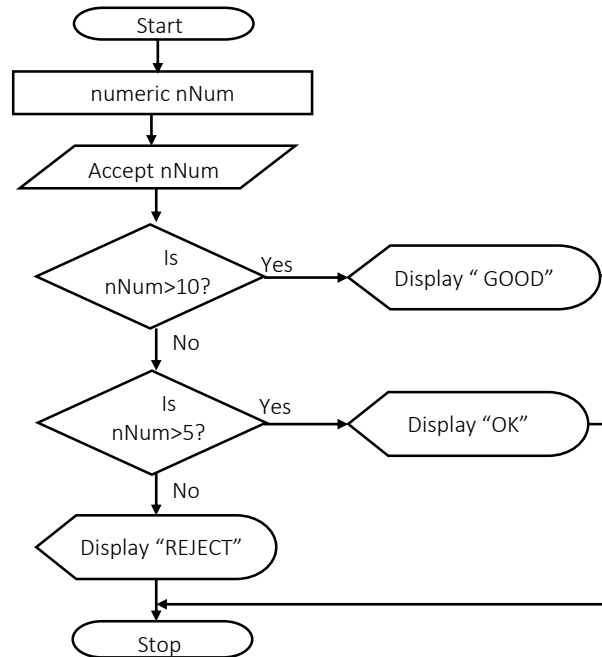 Start
numeric nNum
Accept nNum
Is
nNum>10?
Yes
Display “ GOOD”
No
Is
nNum>5?
Yes
Display “OK”
No
Display “REJECT”
Stop